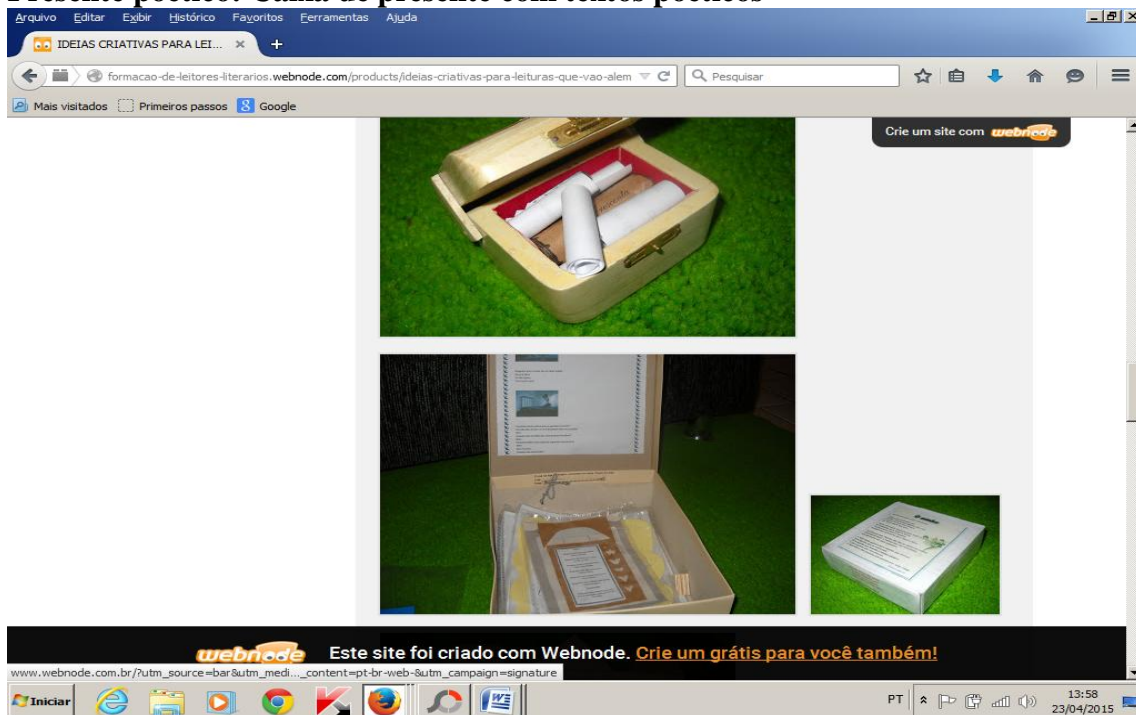 Presente poético: Caixa de presente com textos poéticos
Arquivo Editar Exibir Histórico Favoritos Ferramentas Ajuda
IDEIAS CRIATIVAS PARA LEI...
formacao-de-leitores-literarios.webnode.com/products/ideias-criativas-para-leituras-que-vao-alem
Pesquisar
Mais visitados Primeiros passos Google
Crie um site com webnode
webnode Este site foi criado com Webnode. Crie um grátis para você também!
www.webnode.com.br/?utm_source=bar&utm_medi..._content=pt-br-web-&utm_campaign=signature
Iniciar
PT
13:58
23/04/2015